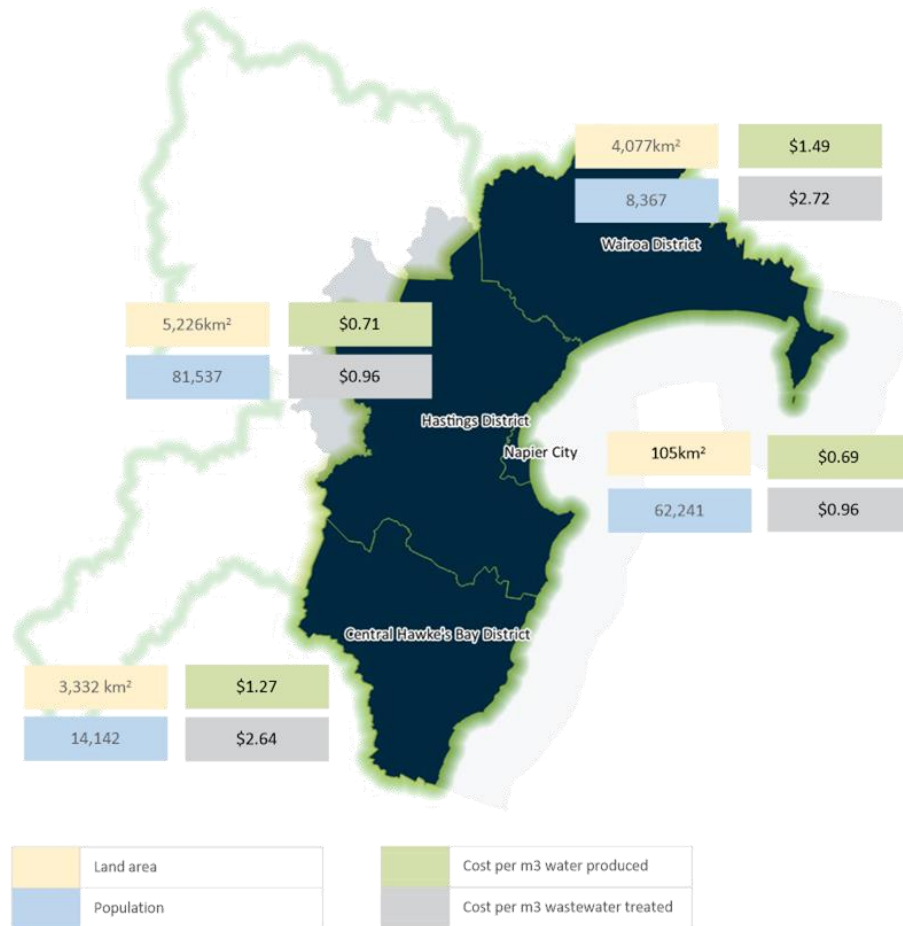 4,077km²
$1.49
8,367
$2.72
Wairoa District
5,226km²
$0.71
81,537
$0.96
Hastings District
Napier City
105km²
$0.69
62,241
$0.96
Central Hawke's Bay District
3,332 km²
$1.27
14,142
$2.64
Land area
Cost per m3 water produced
Population
Cost per m3 wastewater treated